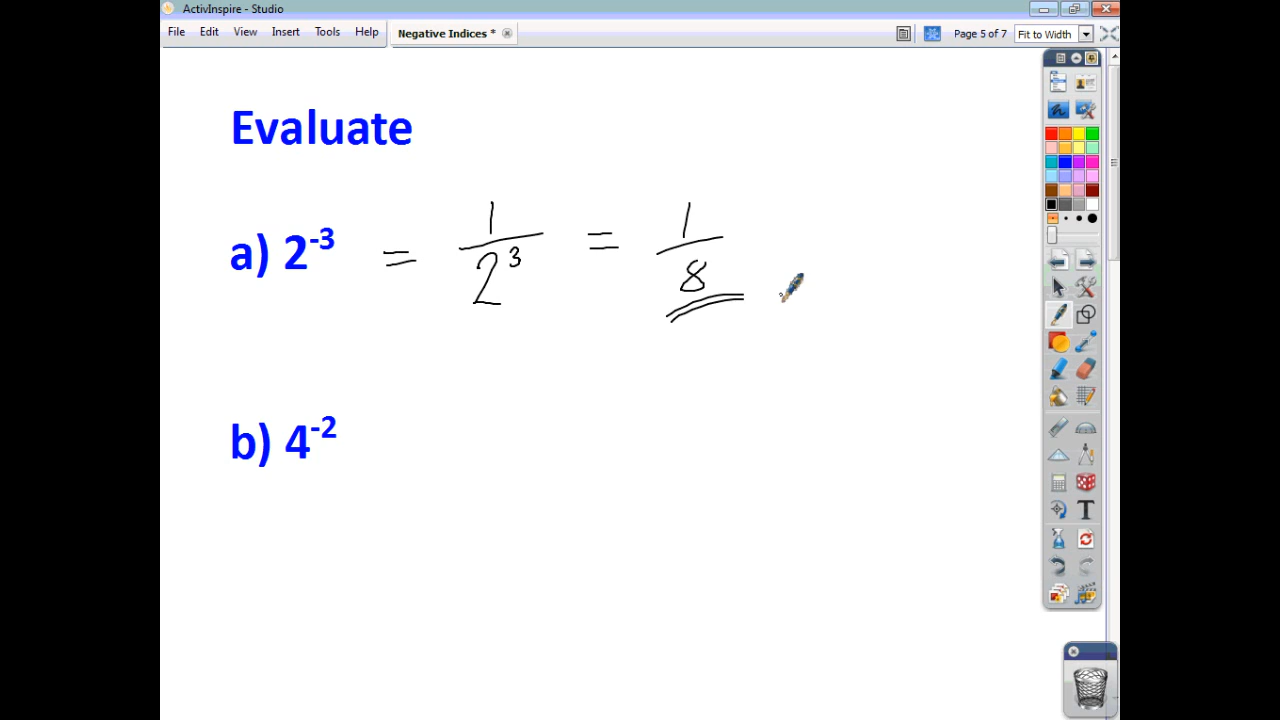 ActivInspire - Studio
File Edit View Insert Tools Help
Negative Indices *
Page 5 of 7 Fit to Width
Evaluate
a) 2⁻³ = 1/2³ = 1/8
b) 4⁻²
T